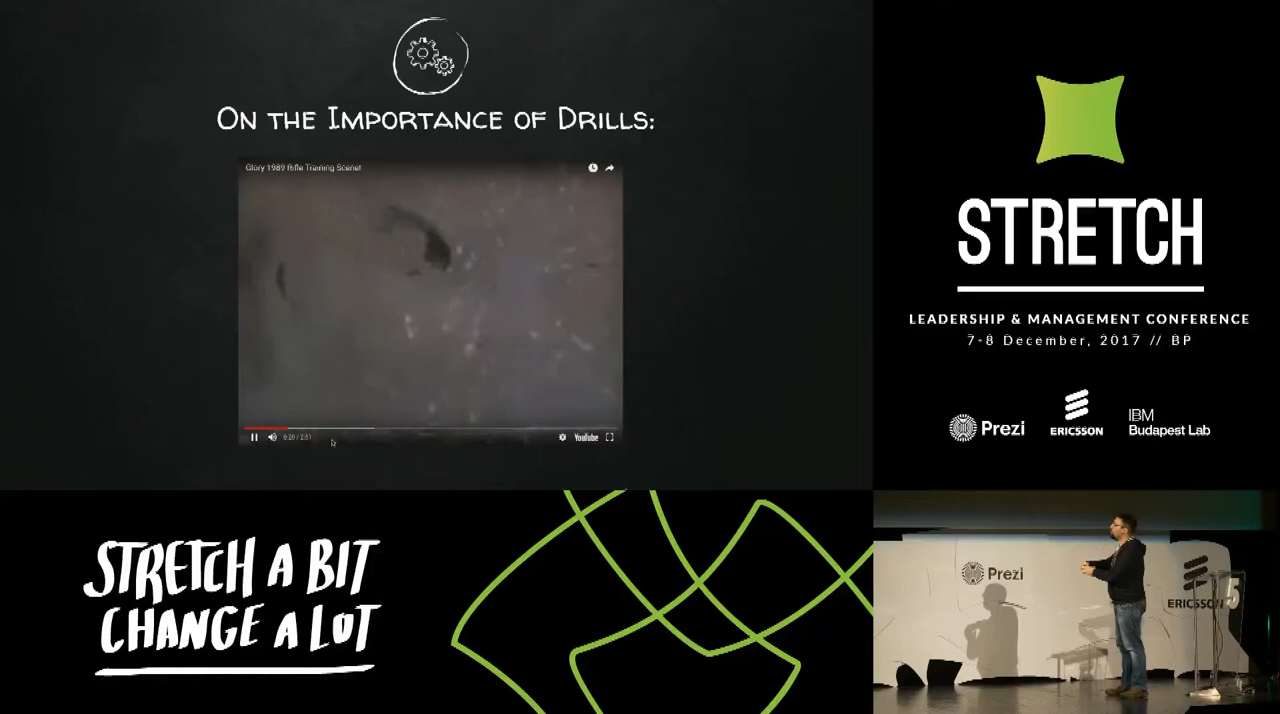 On the Importance of Drills:
Glory 1989 Rifle Training Scene!
0:20 / 2:51
YouTube
STRETCH
LEADERSHIP & MANAGEMENT CONFERENCE
7-8 December, 2017 // BP
Prezi
ERICSSON
IBM
Budapest Lab
STRETCH A BIT
CHANGE A LOT
Prezi
ERICSSON